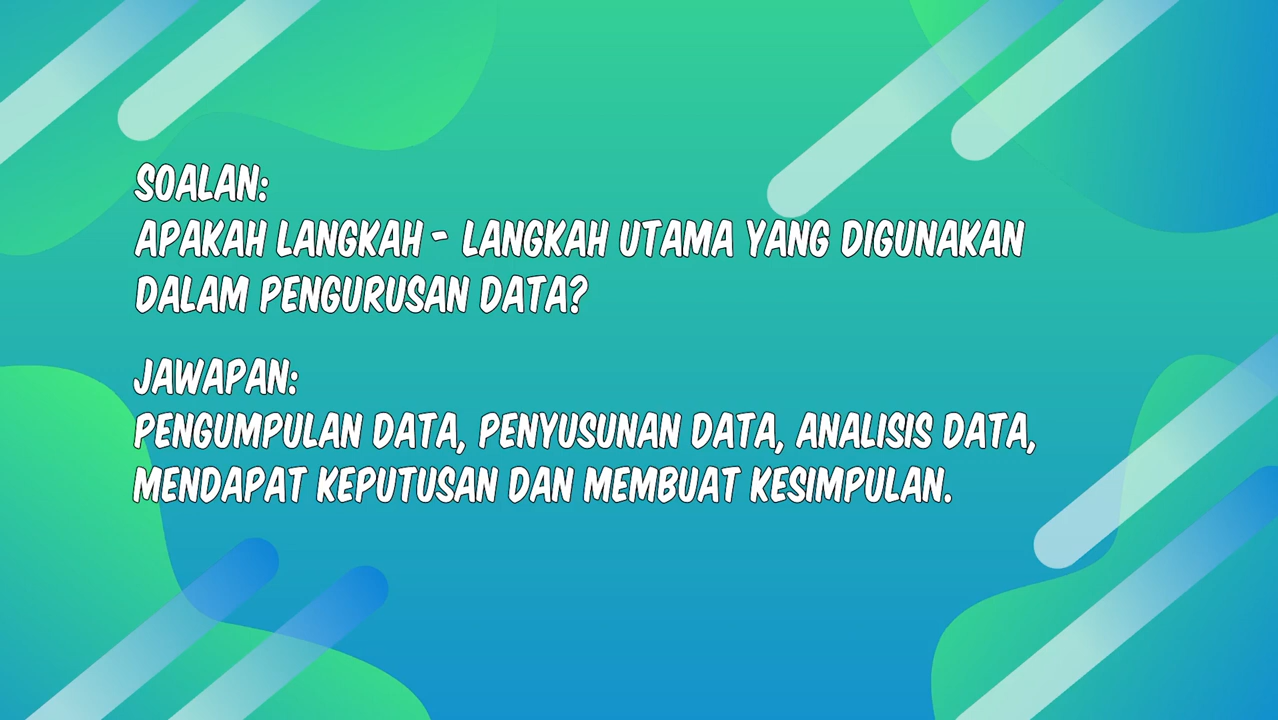 SOALAN:
APAKAH LANGKAH - LANGKAH UTAMA YANG DIGUNAKAN
DALAM PENGURUSAN DATA?
JAWAPAN:
PENGUMPULAN DATA, PENYUSUNAN DATA, ANALISIS DATA,
MENDAPAT KEPUTUSAN DAN MEMBUAT KESIMPULAN.